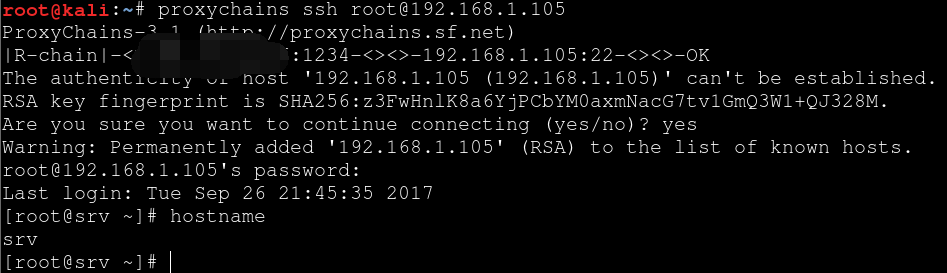 root@kali:~# proxychains ssh root@192.168.1.105
ProxyChains-3.1 (http://proxychains.sf.net)
|R-chain|-< :1234-<><>-192.168.1.105:22-<><>-OK
The authenticity of host '192.168.1.105 (192.168.1.105)' can't be established.
RSA key fingerprint is SHA256:z3FwHnlK8a6YjPCbYM0axmNacG7tv1GmQ3W1+QJ328M.
Are you sure you want to continue connecting (yes/no)? yes
Warning: Permanently added '192.168.1.105' (RSA) to the list of known hosts.
root@192.168.1.105's password:
Last login: Tue Sep 26 21:45:35 2017
[root@srv ~]# hostname
srv
[root@srv ~]#